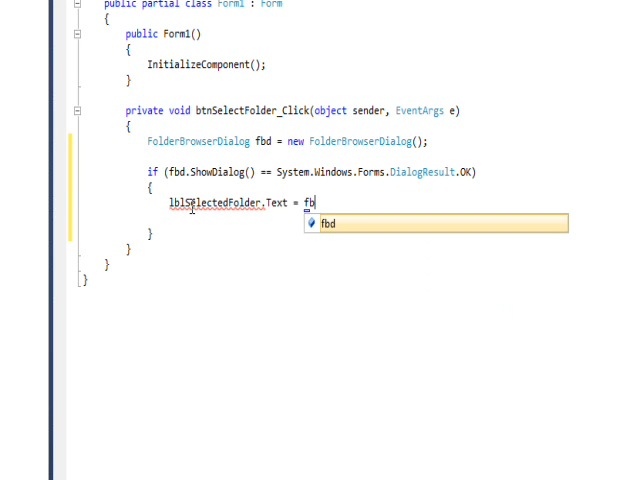 public partial class Form1 : Form
{
public Form1()
{
InitializeComponent();
}
private void btnSelectFolder_Click(object sender, EventArgs e)
{
FolderBrowserDialog fbd = new FolderBrowserDialog();
if (fbd.ShowDialog() == System.Windows.Forms.DialogResult.OK)
{
lblSelectedFolder.Text = fb
fbd
}
}
}
}